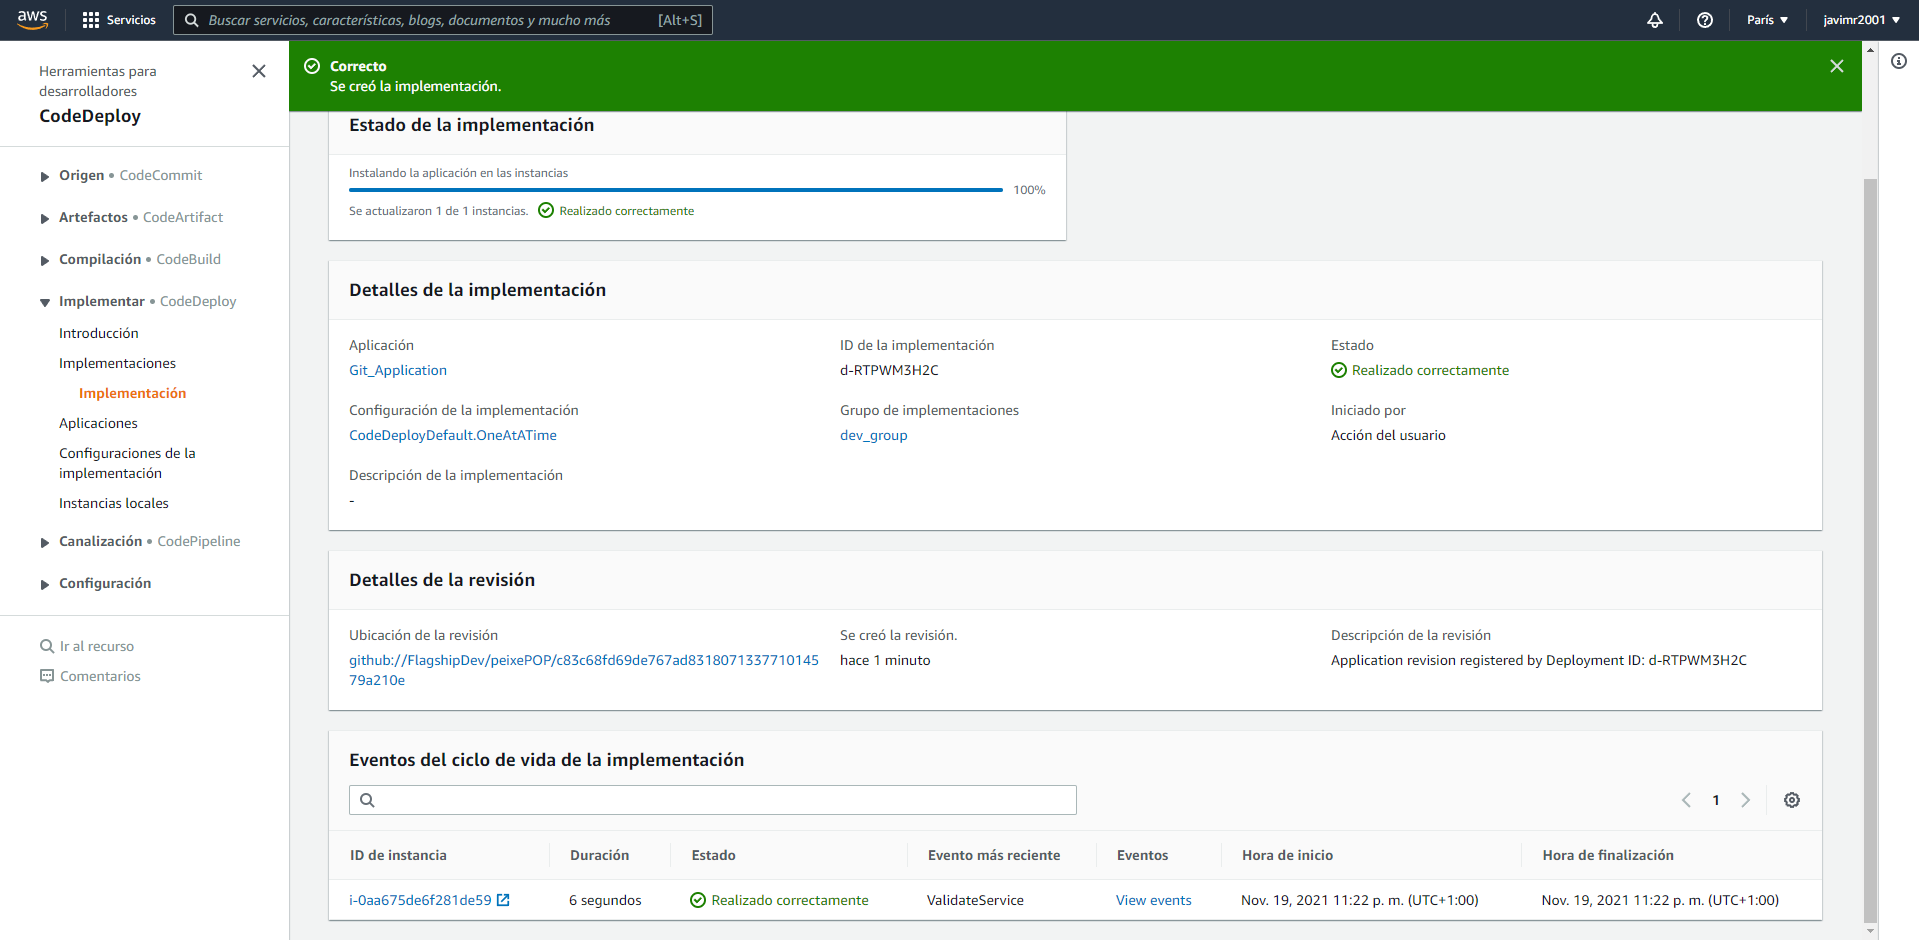 aws
Servicios
Buscar servicios, características, blogs, documentos y mucho más [Alt+S]
París ▼
javimr2001 ▼
Herramientas para
desarrolladores
CodeDeploy
Origen • CodeCommit
Artefactos • CodeArtifact
Compilación • CodeBuild
Implementar • CodeDeploy
Introducción
Implementaciones
Implementación
Aplicaciones
Configuraciones de la
implementación
Instancias locales
Canalización • CodePipeline
Configuración
Ir al recurso
Comentarios
Correcto
Se creó la implementación.
Estado de la implementación
Instalando la aplicación en las instancias
100%
Se actualizaron 1 de 1 instancias. Realizado correctamente
Detalles de la implementación
Aplicación
Git_Application
ID de la implementación
d-RTPWM3H2C
Estado
Realizado correctamente
Configuración de la implementación
CodeDeployDefault.OneAtATime
Grupo de implementaciones
dev_group
Iniciado por
Acción del usuario
Descripción de la implementación
-
Detalles de la revisión
Ubicación de la revisión
github://FlagshipDev/peixePOP/c83c68fd69de767ad8318071337710145
79a210e
Se creó la revisión.
hace 1 minuto
Descripción de la revisión
Application revision registered by Deployment ID: d-RTPWM3H2C
Eventos del ciclo de vida de la implementación
1
ID de instancia Duración Estado Evento más reciente Eventos Hora de inicio Hora de finalización
i-0aa675de6f281de59 6 segundos Realizado correctamente ValidateService View events Nov. 19, 2021 11:22 p. m. (UTC+1:00) Nov. 19, 2021 11:22 p. m. (UTC+1:00)